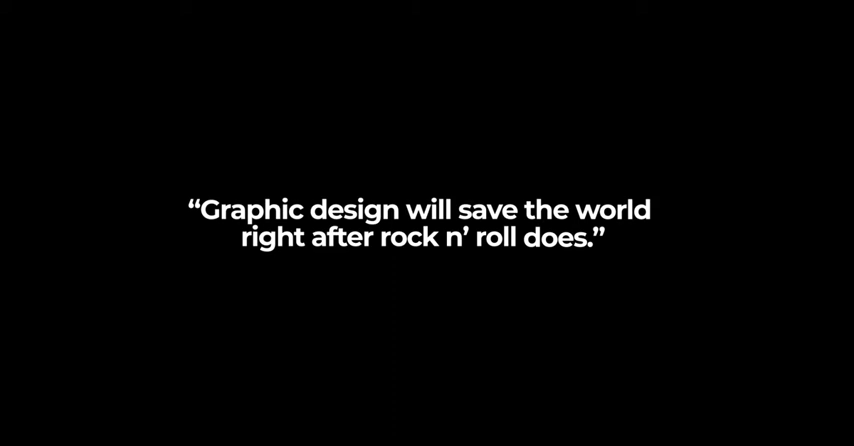 “Graphic design will save the world
right after rock n’ roll does.”